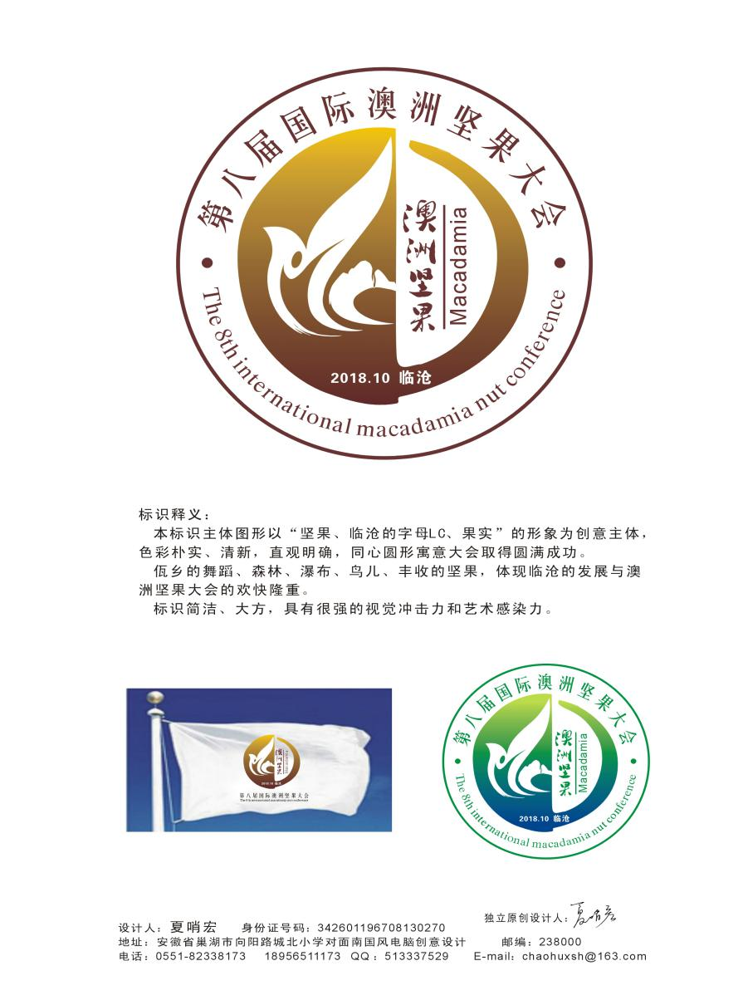 第八届国际澳洲坚果大会
澳洲坚果
Macadamia
2018.10 临沧
The 8th international macadamia nut conference
标识释义：
本标识主体图形以“坚果、临沧的字母LC、果实”的形象为创意主体，
色彩朴实、清新，直观明确，同心圆形寓意大会取得圆满成功。
佤乡的舞蹈、森林、瀑布、鸟儿、丰收的坚果，体现临沧的发展与澳
洲坚果大会的欢快隆重。
标识简洁、大方，具有很强的视觉冲击力和艺术感染力。
澳洲坚果
2018.10 临沧
第八届国际澳洲坚果大会
The 8th international macadamia nut conference
第八届国际澳洲坚果大会
澳洲坚果
Macadamia
2018.10 临沧
The 8th international macadamia nut conference
独立原创设计人：夏哨宏
设计人：夏哨宏 身份证号码：342601196708130270
地址：安徽省巢湖市向阳路城北小学对面南国风电脑创意设计 邮编：238000
电话：0551-82338173 18956511173 QQ：513337529 E-mail：chaohuxsh@163.com